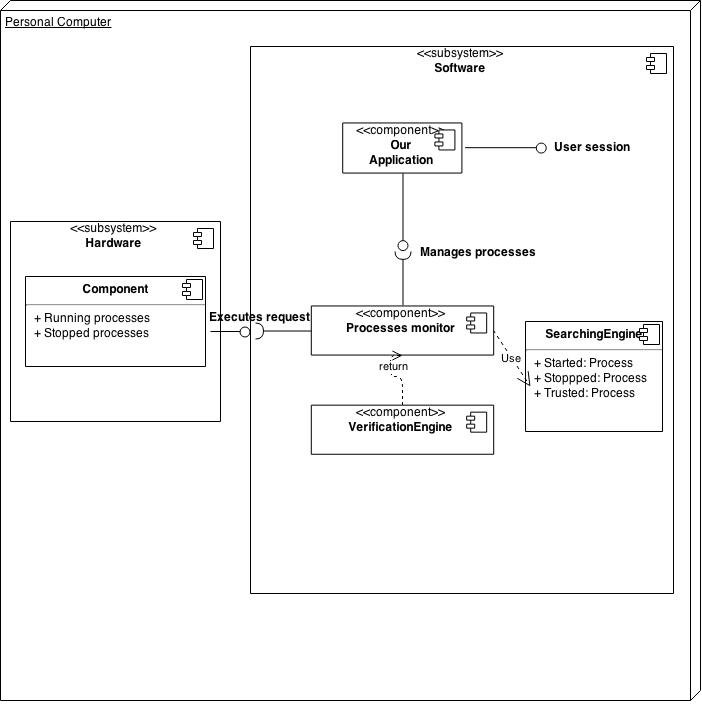 Personal Computer
<<subsystem>>
Software
<<component>>
Our
Application
User session
Manages processes
<<subsystem>>
Hardware
Component
+ Running processes
+ Stopped processes
Executes request
<<component>>
Processes monitor
return
Use
SearchingEngine
+ Started: Process
+ Stoppped: Process
+ Trusted: Process
<<component>>
VerificationEngine